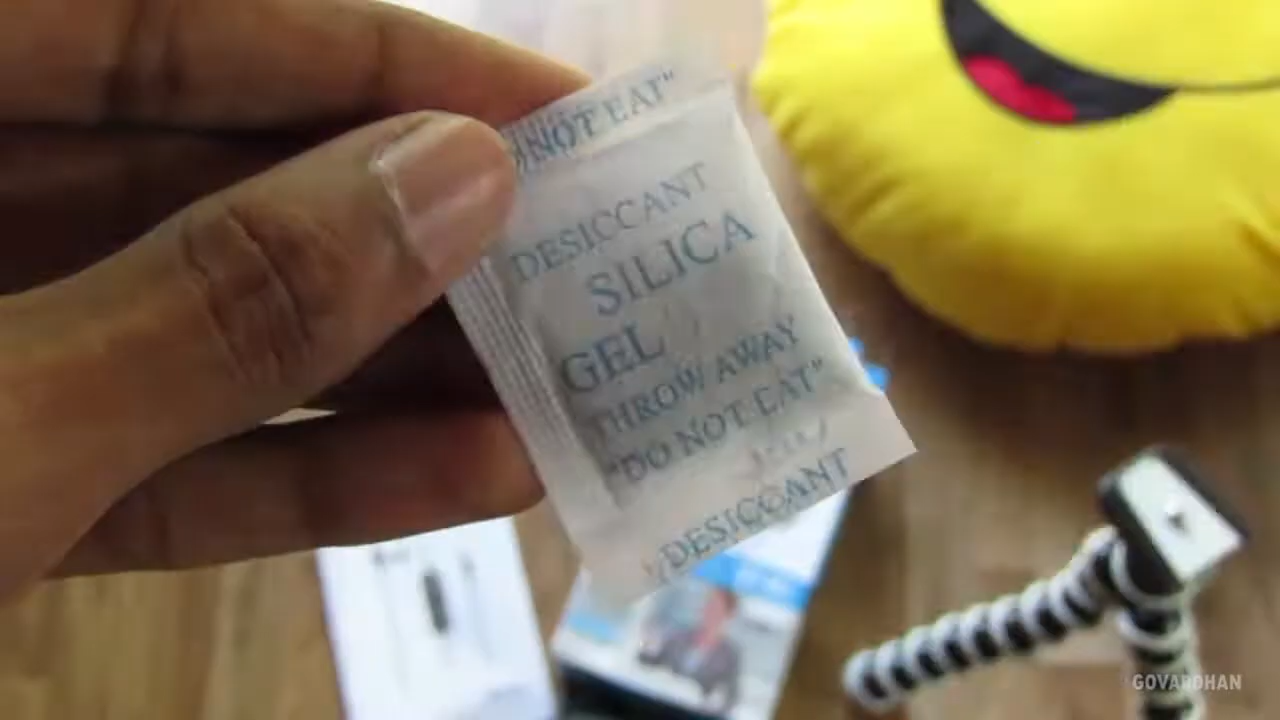 NOT EAT"
DESICCANT
SILICA
GEL
THROW AWAY
"DO NOT EAT"
DESICCANT
GOVARDHAN